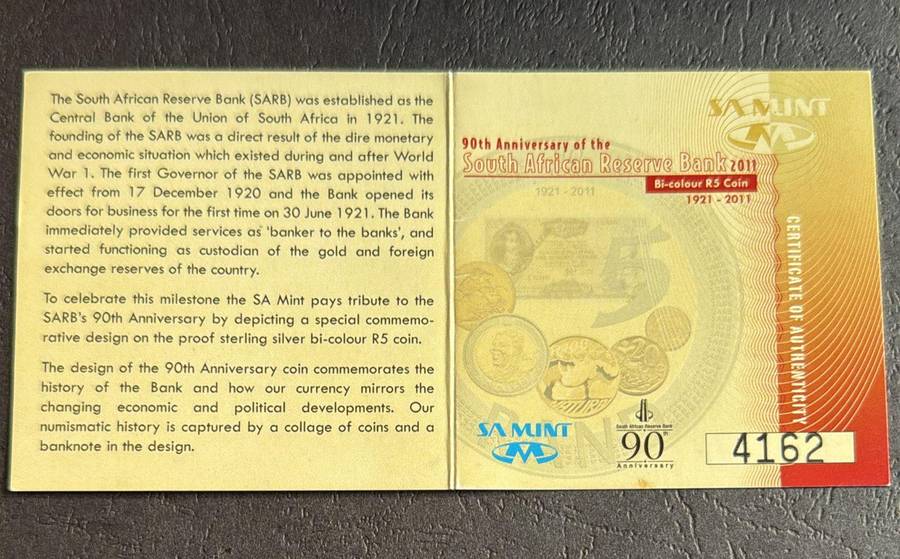 The South African Reserve Bank (SARB) was established as the
Central Bank of the Union of South Africa in 1921. The
founding of the SARB was a direct result of the dire monetary
and economic situation which existed during and after World
War 1. The first Governor of the SARB was appointed with
effect from 17 December 1920 and the Bank opened its
doors for business for the first time on 30 June 1921. The Bank
immediately provided services as 'banker to the banks', and
started functioning as custodian of the gold and foreign
exchange reserves of the country.
To celebrate this milestone the SA Mint pays tribute to the
SARB's 90th Anniversary by depicting a special commemo-
rative design on the proof sterling silver bi-colour R5 coin.
The design of the 90th Anniversary coin commemorates the
history of the Bank and how our currency mirrors the
changing economic and political developments. Our
numismatic history is captured by a collage of coins and a
banknote in the design.
SA MINT
90th Anniversary of the
South African Reserve Bank 2011
Bi-colour R5 Coin
1921 - 2011
1921 - 2011
5
CERTIFICATE OF AUTHENTICITY
SA MINT
South African Reserve Bank
90th
Anniversary
4162